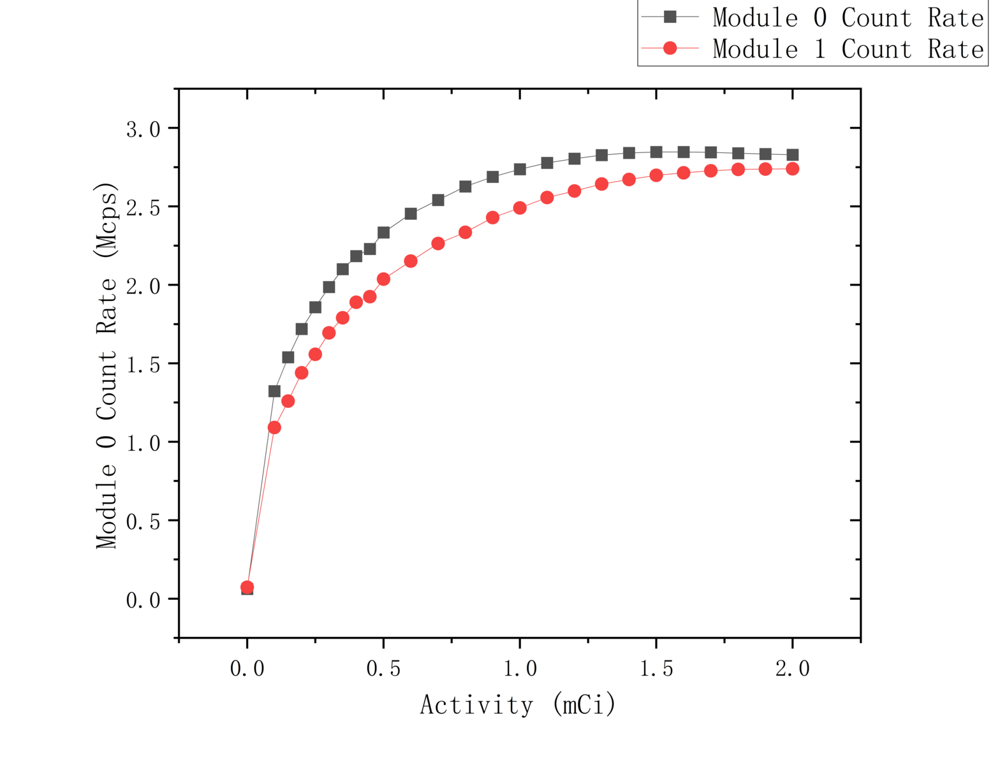 Module 0 Count Rate
Module 1 Count Rate
Module 0 Count Rate (Mcps)
3.0
2.5
2.0
1.5
1.0
0.5
0.0
0.0 0.5 1.0 1.5 2.0
Activity (mCi)